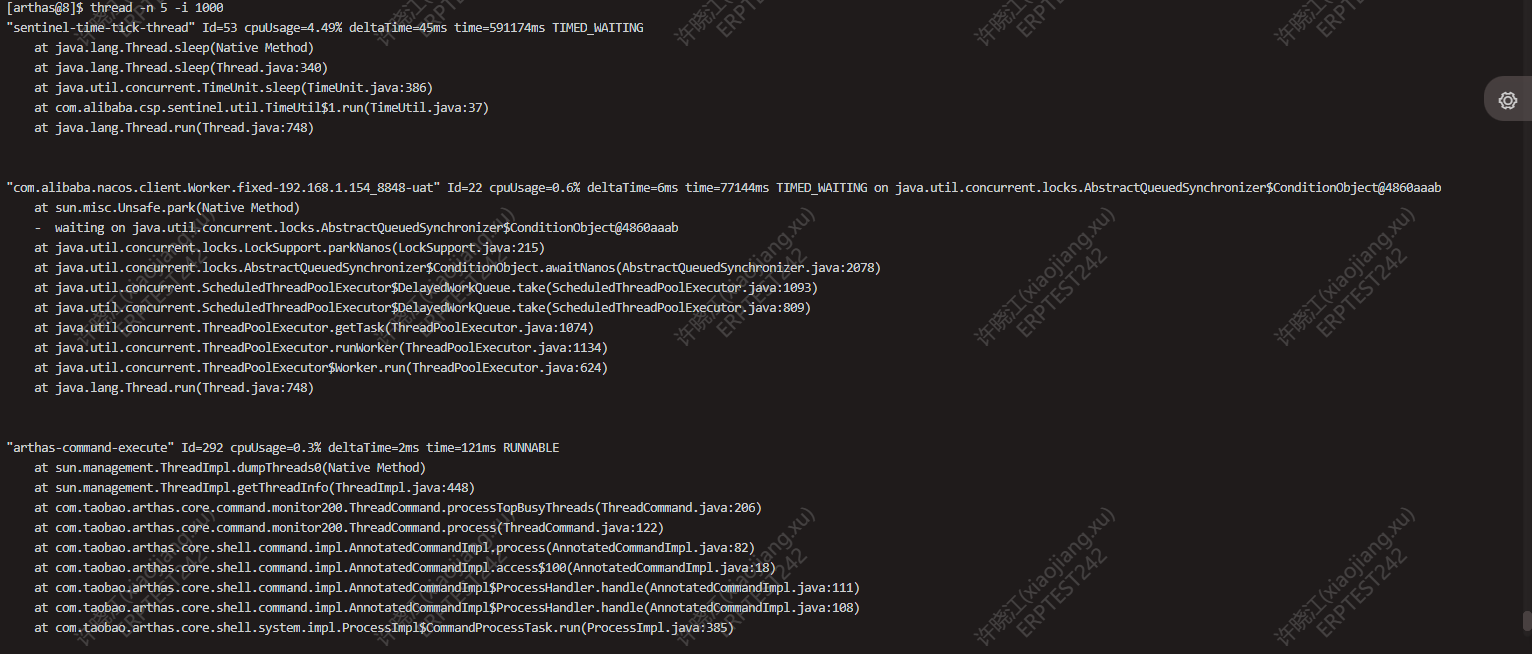 [arthas@8]$ thread -n 5 -i 1000
"sentinel-time-tick-thread" Id=53 cpuUsage=4.49% deltaTime=45ms time=591174ms TIMED_WAITING
    at java.lang.Thread.sleep(Native Method)
    at java.lang.Thread.sleep(Thread.java:340)
    at java.util.concurrent.TimeUnit.sleep(TimeUnit.java:386)
    at com.alibaba.csp.sentinel.util.TimeUtil$1.run(TimeUtil.java:37)
    at java.lang.Thread.run(Thread.java:748)
"com.alibaba.nacos.client.Worker.fixed-192.168.1.154_8848-uat" Id=22 cpuUsage=0.6% deltaTime=6ms time=77144ms TIMED_WAITING on java.util.concurrent.locks.AbstractQueuedSynchronizer$ConditionObject@4860aaab
    at sun.misc.Unsafe.park(Native Method)
    -  waiting on java.util.concurrent.locks.AbstractQueuedSynchronizer$ConditionObject@4860aaab
    at java.util.concurrent.locks.LockSupport.parkNanos(LockSupport.java:215)
    at java.util.concurrent.locks.AbstractQueuedSynchronizer$ConditionObject.awaitNanos(AbstractQueuedSynchronizer.java:2078)
    at java.util.concurrent.ScheduledThreadPoolExecutor$DelayedWorkQueue.take(ScheduledThreadPoolExecutor.java:1093)
    at java.util.concurrent.ScheduledThreadPoolExecutor$DelayedWorkQueue.take(ScheduledThreadPoolExecutor.java:809)
    at java.util.concurrent.ThreadPoolExecutor.getTask(ThreadPoolExecutor.java:1074)
    at java.util.concurrent.ThreadPoolExecutor.runWorker(ThreadPoolExecutor.java:1134)
    at java.util.concurrent.ThreadPoolExecutor$Worker.run(ThreadPoolExecutor.java:624)
    at java.lang.Thread.run(Thread.java:748)
"arthas-command-execute" Id=292 cpuUsage=0.3% deltaTime=2ms time=121ms RUNNABLE
    at sun.management.ThreadImpl.dumpThreads0(Native Method)
    at sun.management.ThreadImpl.getThreadInfo(ThreadImpl.java:448)
    at com.taobao.arthas.core.command.monitor200.ThreadCommand.processTopBusyThreads(ThreadCommand.java:206)
    at com.taobao.arthas.core.command.monitor200.ThreadCommand.process(ThreadCommand.java:122)
    at com.taobao.arthas.core.shell.command.impl.AnnotatedCommandImpl.process(AnnotatedCommandImpl.java:82)
    at com.taobao.arthas.core.shell.command.impl.AnnotatedCommandImpl.access$100(AnnotatedCommandImpl.java:18)
    at com.taobao.arthas.core.shell.command.impl.AnnotatedCommandImpl$ProcessHandler.handle(AnnotatedCommandImpl.java:111)
    at com.taobao.arthas.core.shell.command.impl.AnnotatedCommandImpl$ProcessHandler.handle(AnnotatedCommandImpl.java:108)
    at com.taobao.arthas.core.shell.system.impl.ProcessImpl$CommandProcessTask.run(ProcessImpl.java:385)
许晓江(xiaojiang.xu)
ERPTEST242